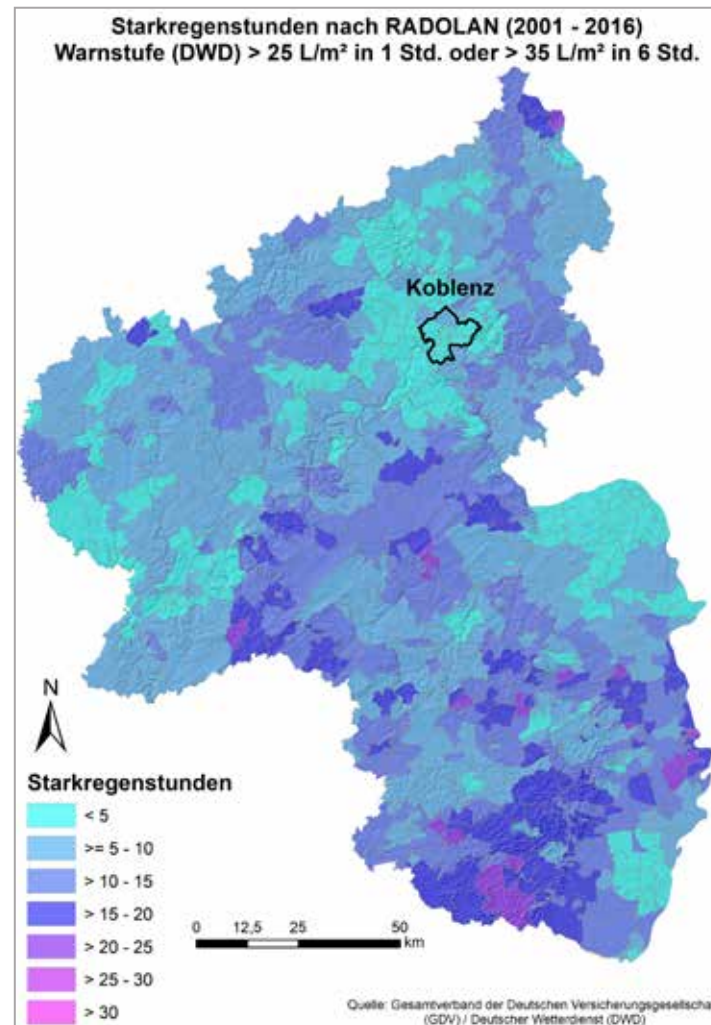 Starkregenstunden nach RADOLAN (2001 - 2016)
Warnstufe (DWD) > 25 L/m² in 1 Std. oder > 35 L/m² in 6 Std.
Koblenz
N
Starkregenstunden
< 5
>= 5 - 10
> 10 - 15
> 15 - 20
> 20 - 25
> 25 - 30
> 30
0 12,5 25 50
km
Quelle: Gesamtverband der Deutschen Versicherungsgesellscha
(GDV) / Deutscher Wetterdienst (DWD)